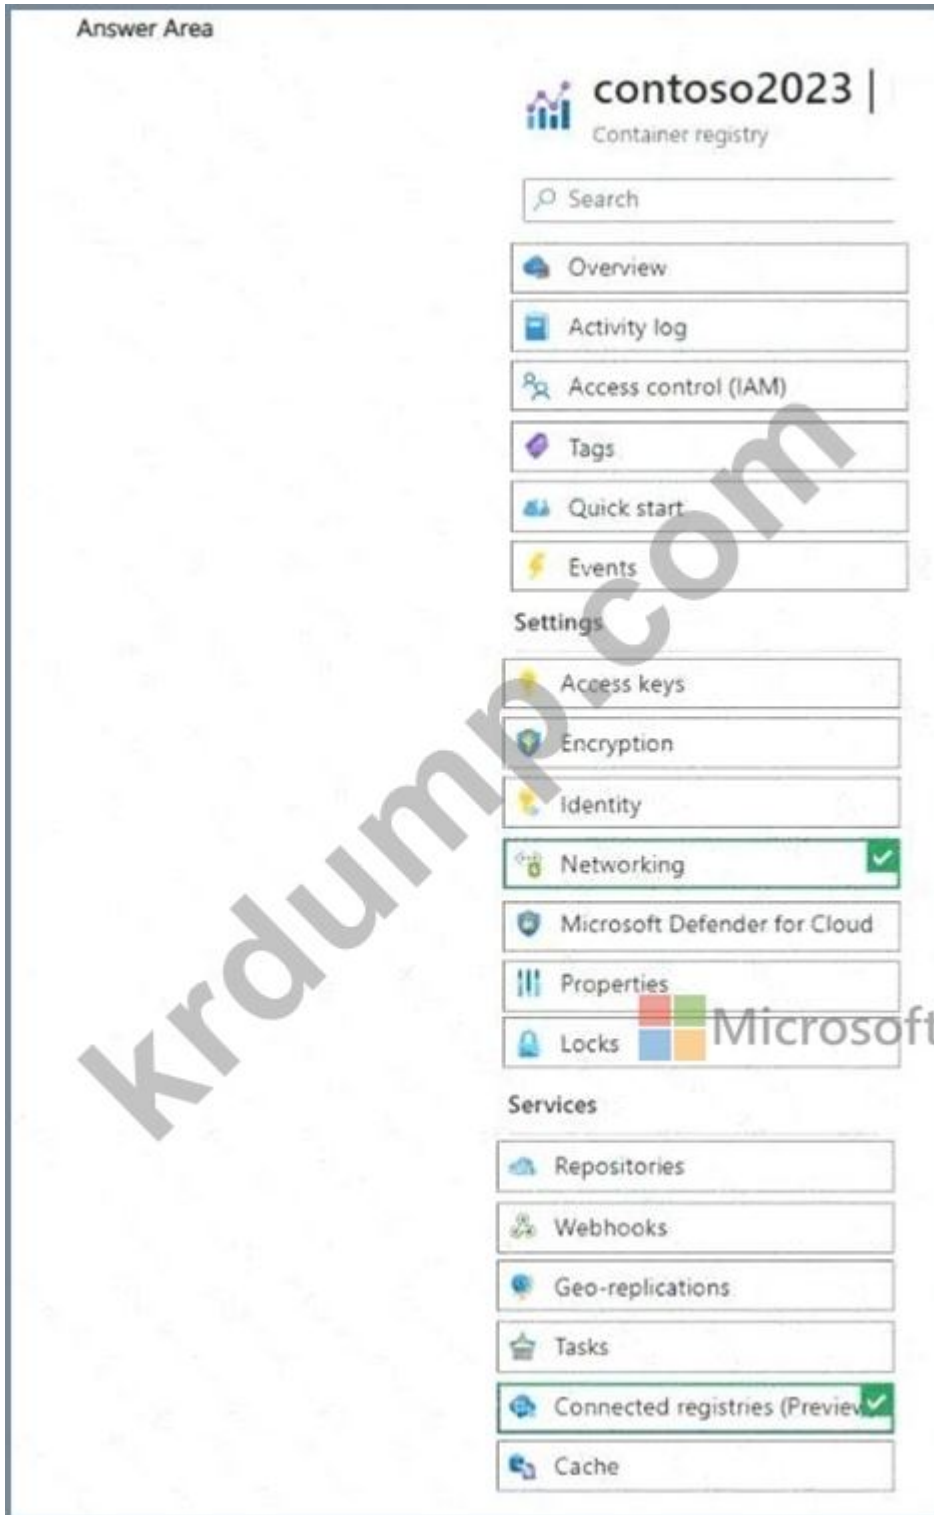 Answer Area
contoso2023 |
Container registry
Search
Overview
Activity log
Access control (IAM)
Tags
Quick start
Events
Settings
Access keys
Encryption
Identity
Networking
Microsoft Defender for Cloud
Properties
Locks
Microsoft
Services
Repositories
Webhooks
Geo-replications
Tasks
Connected registries (Preview
Cache
krdump.com